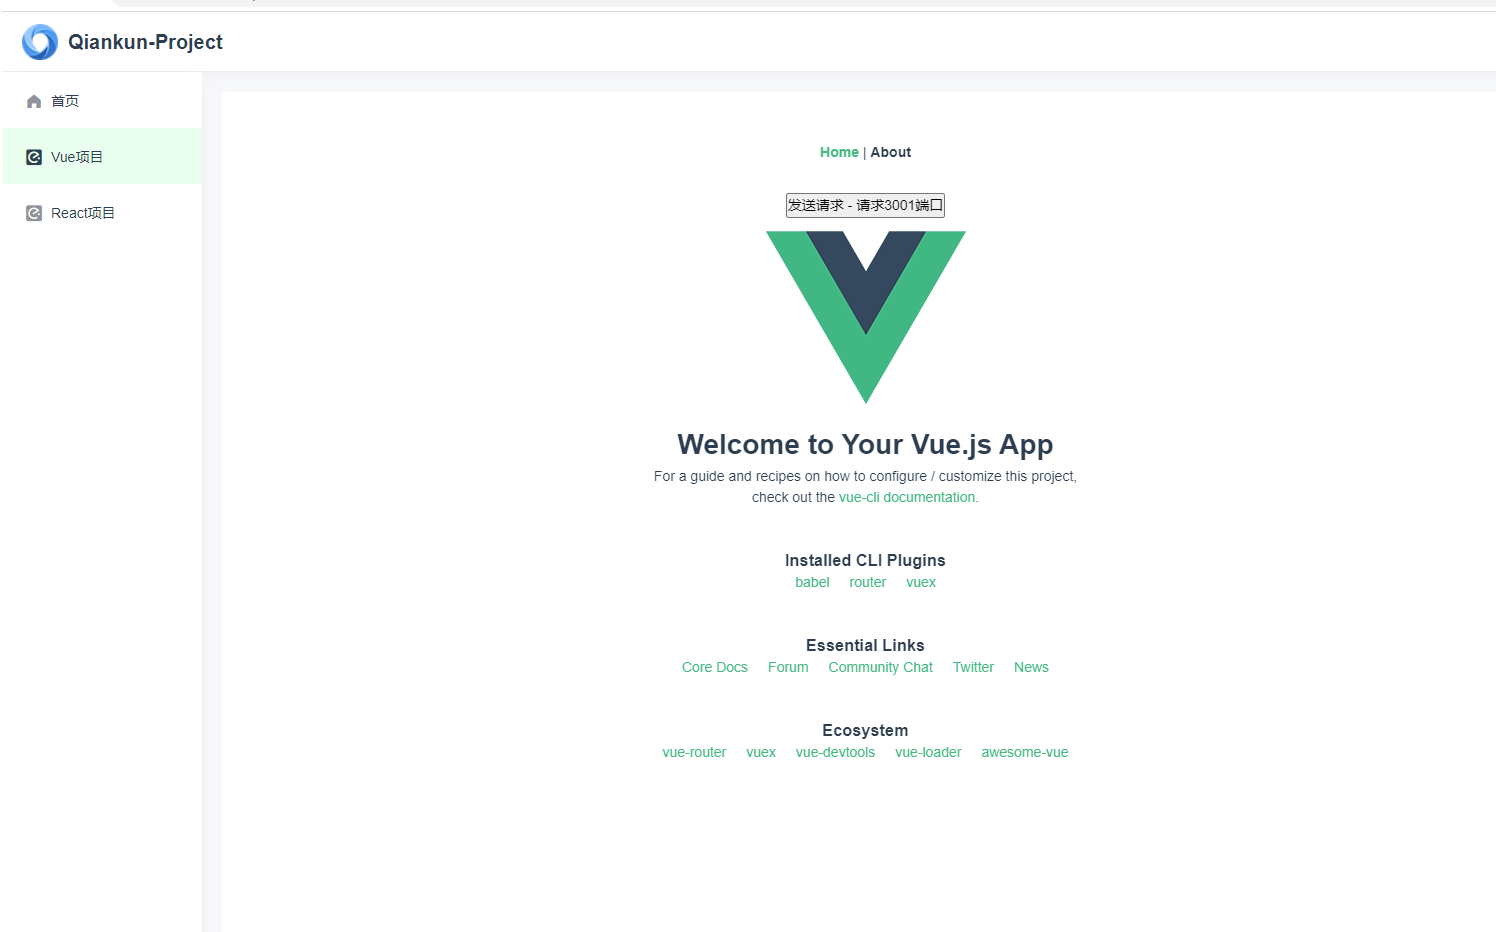 Qiankun-Project
首页
Vue项目
React项目
Home | About
发送请求 - 请求3001端口
Welcome to Your Vue.js App
For a guide and recipes on how to configure / customize this project,
check out the vue-cli documentation.
Installed CLI Plugins
babel router vuex
Essential Links
Core Docs Forum Community Chat Twitter News
Ecosystem
vue-router vuex vue-devtools vue-loader awesome-vue